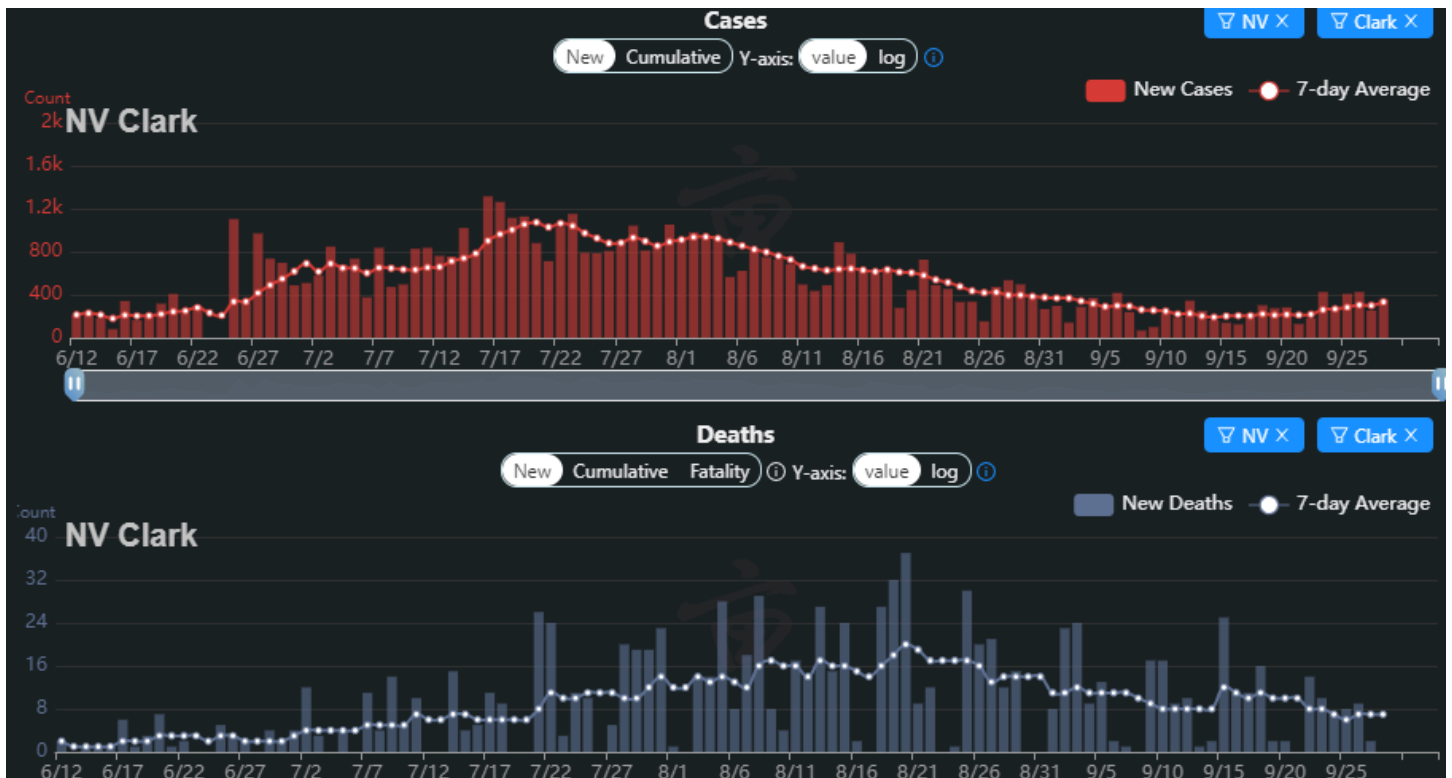 Cases
NV ×
Clark ×
New Cumulative Y-axis: value log
New Cases 7-day Average
Count
NV Clark
2k
1.6k
1.2k
800
400
0
6/12 6/17 6/22 6/27 7/2 7/7 7/12 7/17 7/22 7/27 8/1 8/6 8/11 8/16 8/21 8/26 8/31 9/5 9/10 9/15 9/20 9/25
Deaths
NV ×
Clark ×
New Cumulative Fatality Y-axis: value log
New Deaths 7-day Average
ount
NV Clark
40
32
24
16
8
0
6/12 6/17 6/22 6/27 7/2 7/7 7/12 7/17 7/22 7/27 8/1 8/6 8/11 8/16 8/21 8/26 8/31 9/5 9/10 9/15 9/20 9/25